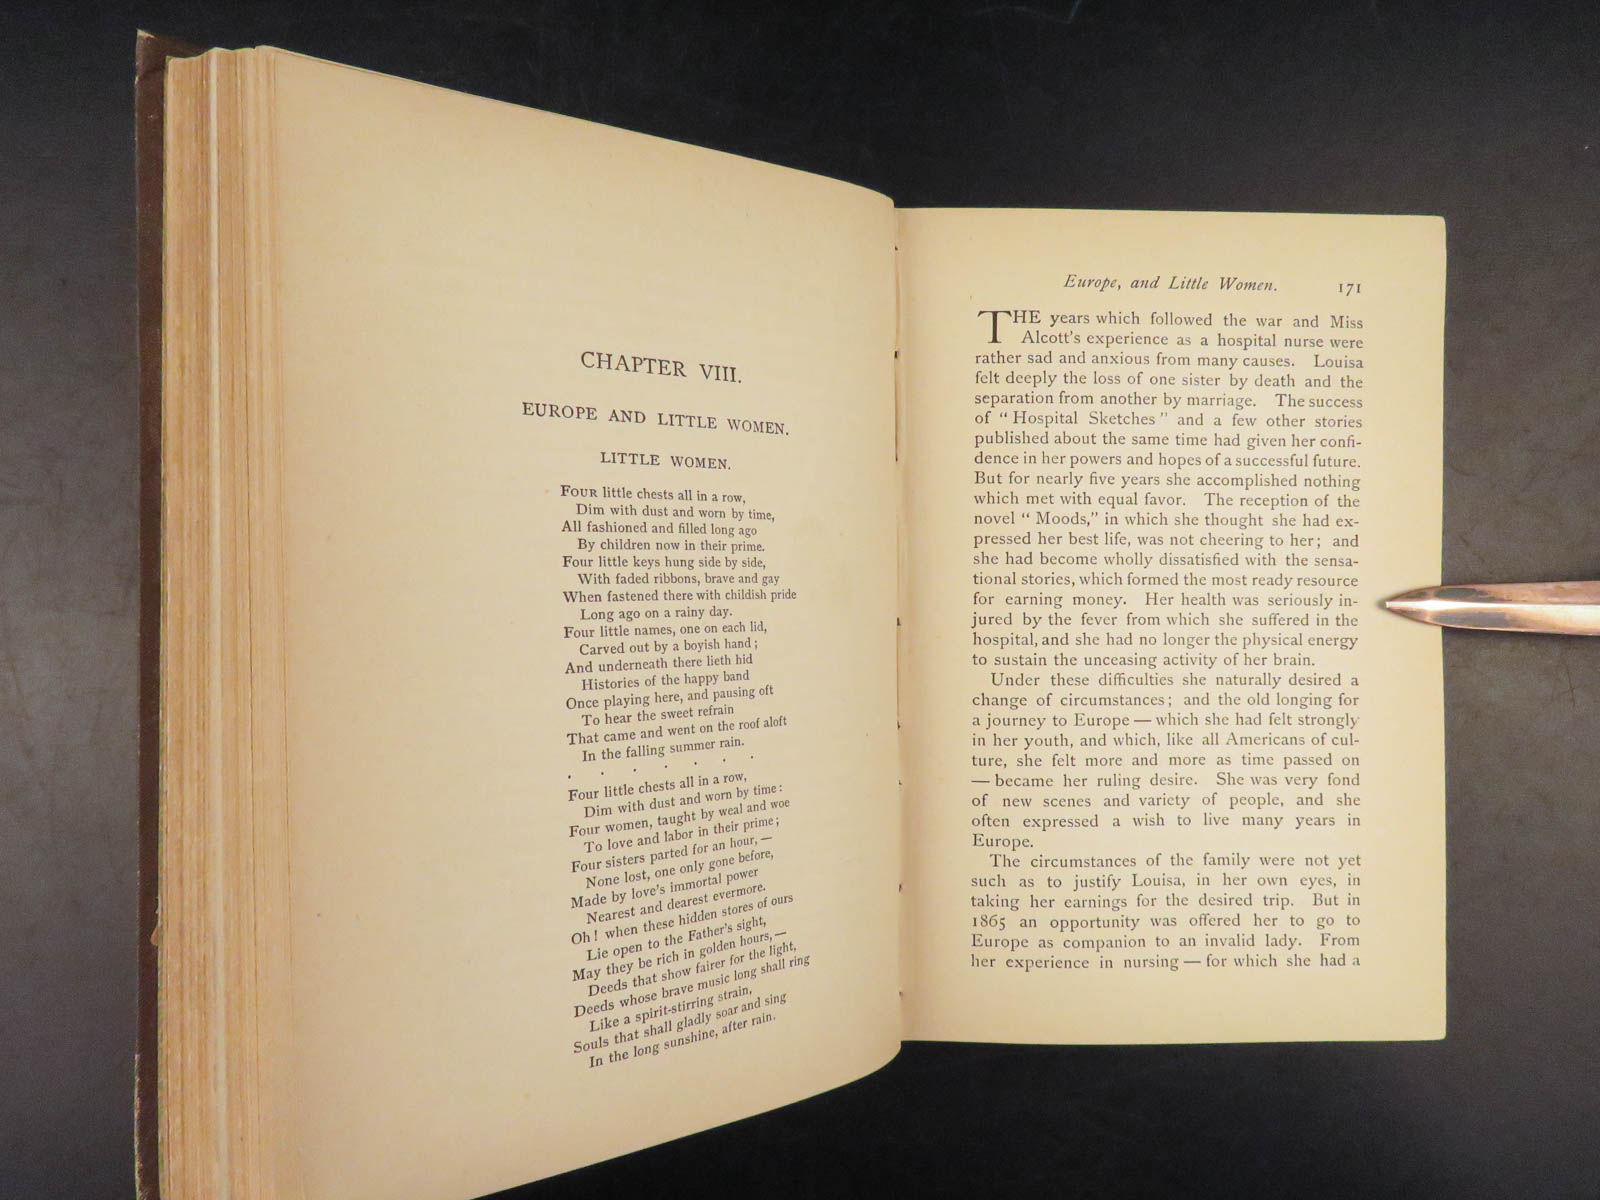 CHAPTER VIII.
EUROPE AND LITTLE WOMEN.
LITTLE WOMEN.
FOUR little chests all in a row,
Dim with dust and worn by time,
All fashioned and filled long ago
By children now in their prime.
Four little keys hung side by side,
With faded ribbons, brave and gay
When fastened there with childish pride
Long ago on a rainy day.
Four little names, one on each lid,
Carved out by a boyish hand;
And underneath there lieth hid
Histories of the happy band
Once playing here, and pausing oft
To hear the sweet refrain
That came and went on the roof aloft
In the falling summer rain.
. . . . . . .
Four little chests all in a row,
Dim with dust and worn by time:
Four women, taught by weal and woe
To love and labor in their prime;
Four sisters parted for an hour,—
None lost, one only gone before,
Made by love's immortal power
Nearest and dearest evermore.
Oh! when these hidden stores of ours
Lie open to the Father's sight,
May they be rich in golden hours,—
Deeds that show fairer for the light,
Deeds whose brave music long shall ring
Like a spirit-stirring strain,
Souls that shall gladly soar and sing
In the long sunshine, after rain.
Europe, and Little Women. 171
THE years which followed the war and Miss
Alcott's experience as a hospital nurse were
rather sad and anxious from many causes. Louisa
felt deeply the loss of one sister by death and the
separation from another by marriage. The success
of "Hospital Sketches" and a few other stories
published about the same time had given her confi-
dence in her powers and hopes of a successful future.
But for nearly five years she accomplished nothing
which met with equal favor. The reception of the
novel "Moods," in which she thought she had ex-
pressed her best life, was not cheering to her; and
she had become wholly dissatisfied with the sensa-
tional stories, which formed the most ready resource
for earning money. Her health was seriously in-
jured by the fever from which she suffered in the
hospital, and she had no longer the physical energy
to sustain the unceasing activity of her brain.
Under these difficulties she naturally desired a
change of circumstances; and the old longing for
a journey to Europe — which she had felt strongly
in her youth, and which, like all Americans of cul-
ture, she felt more and more as time passed on
— became her ruling desire. She was very fond
of new scenes and variety of people, and she
often expressed a wish to live many years in
Europe.
The circumstances of the family were not yet
such as to justify Louisa, in her own eyes, in
taking her earnings for the desired trip. But in
1865 an opportunity was offered her to go to
Europe as companion to an invalid lady. From
her experience in nursing — for which she had a